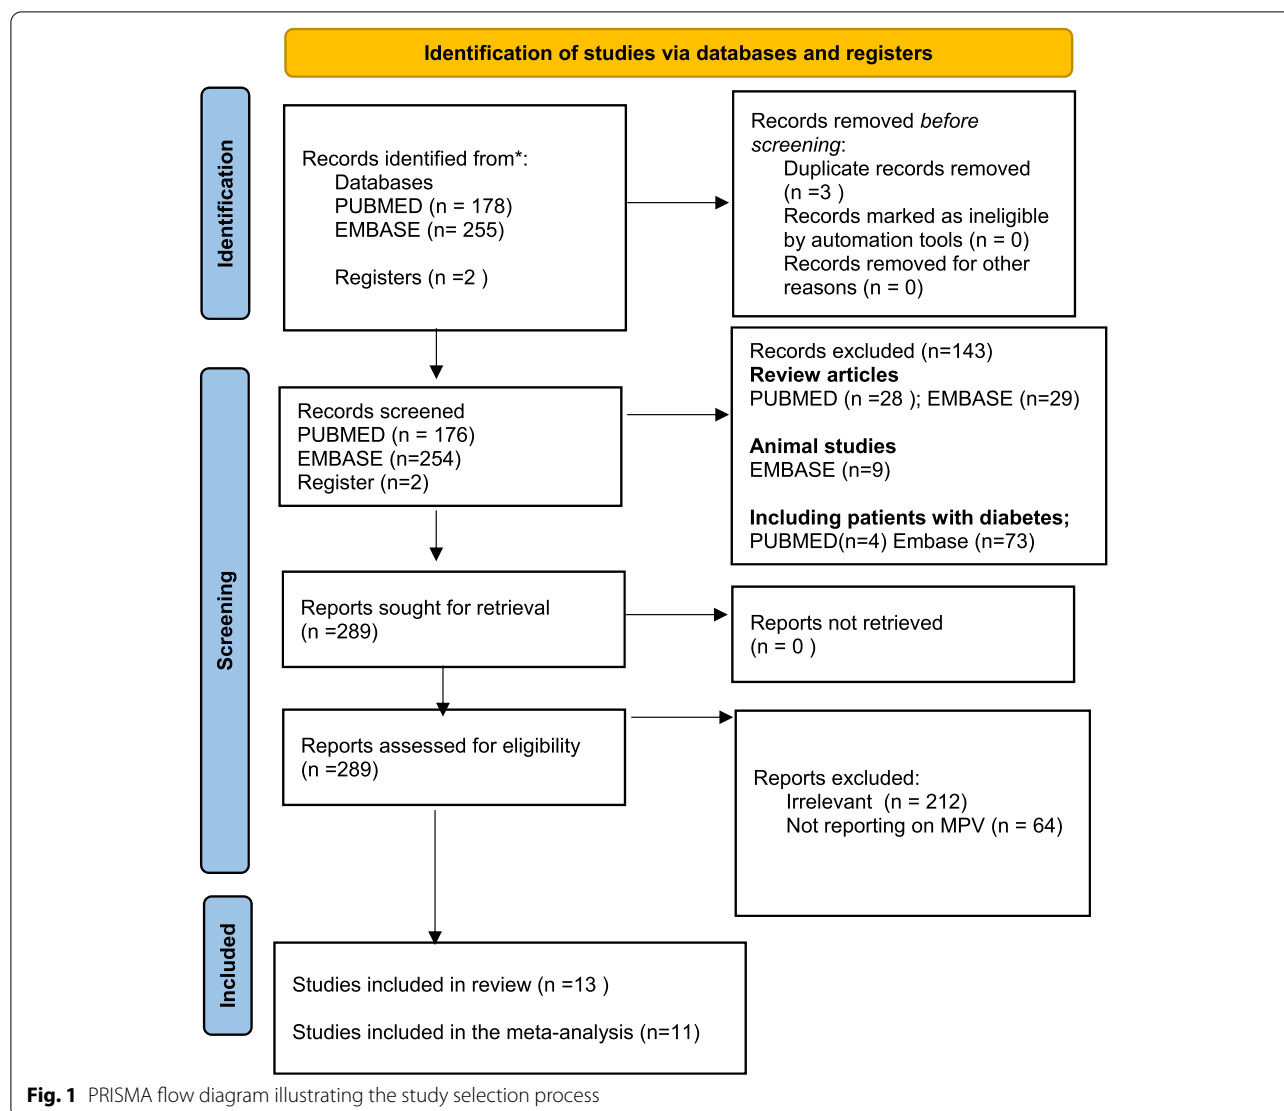 Identification of studies via databases and registers
Identification
Records identified from*:
Databases
PUBMED (n = 178)
EMBASE (n= 255)
Registers (n =2 )
Records removed before
screening:
Duplicate records removed
(n =3 )
Records marked as ineligible
by automation tools (n = 0)
Records removed for other
reasons (n = 0)
Screening
Records screened
PUBMED (n = 176)
EMBASE (n=254)
Register (n=2)
Records excluded (n=143)
Review articles
PUBMED (n =28 ); EMBASE (n=29)
Animal studies
EMBASE (n=9)
Including patients with diabetes;
PUBMED(n=4) Embase (n=73)
Reports sought for retrieval
(n =289)
Reports not retrieved
(n = 0 )
Reports assessed for eligibility
(n =289)
Reports excluded:
Irrelevant  (n = 212)
Not reporting on MPV (n = 64)
Included
Studies included in review (n =13 )
Studies included in the meta-analysis (n=11)
Fig. 1 PRISMA flow diagram illustrating the study selection process